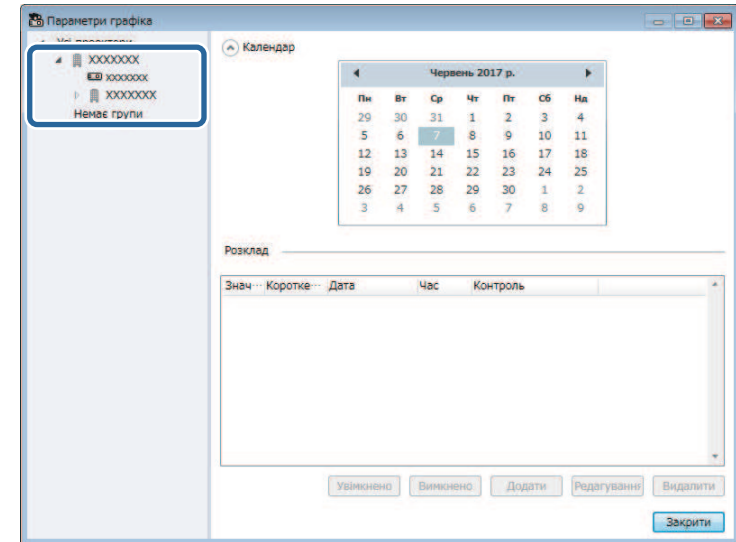 Параметри графіка
Усі проектори
XXXXXXX
XXXXXXX
XXXXXXX
Немає групи
Календар
Червень 2017 р.
Пн Вт Ср Чт Пт Сб Нд
29 30 31 1 2 3 4
5 6 7 8 9 10 11
12 13 14 15 16 17 18
19 20 21 22 23 24 25
26 27 28 29 30 1 2
3 4 5 6 7 8 9
Розклад
Знач··· Коротке··· Дата Час Контроль
Увімкнено Вимкнено Додати Редагування Видалити
Закрити